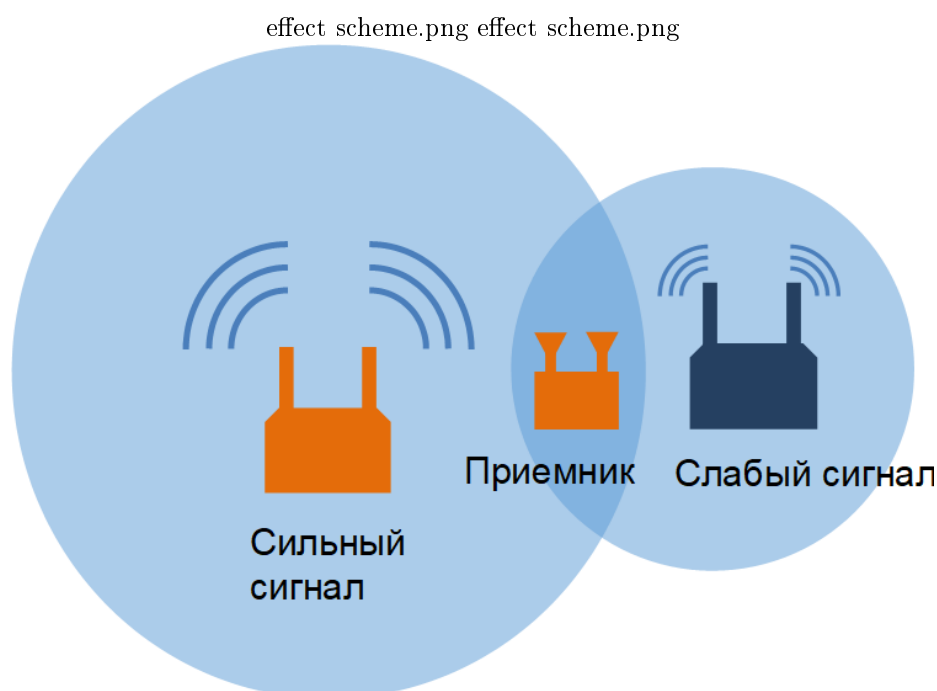 effect scheme.png effect scheme.png
Приемник
Слабый сигнал
Сильный
сигнал